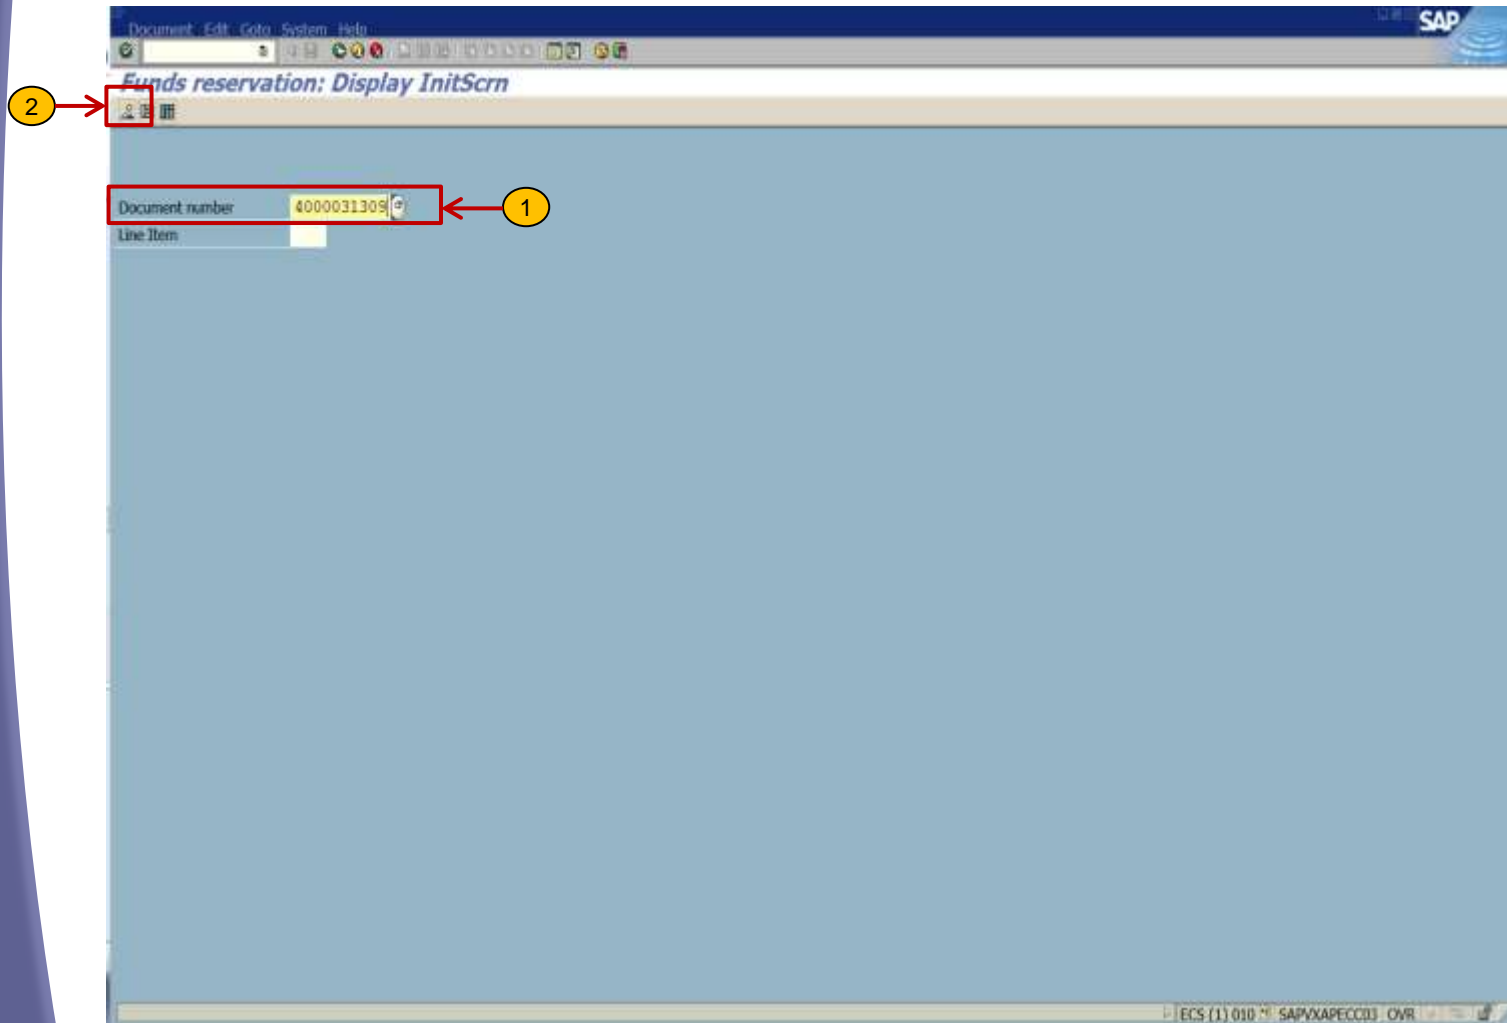 Document Edit Goto System Help
SAP
Funds reservation: Display InitScrn
2
Document number 4000031309
1
Line Item
ECS (1) 010 SAPVXAPECC03 OVR